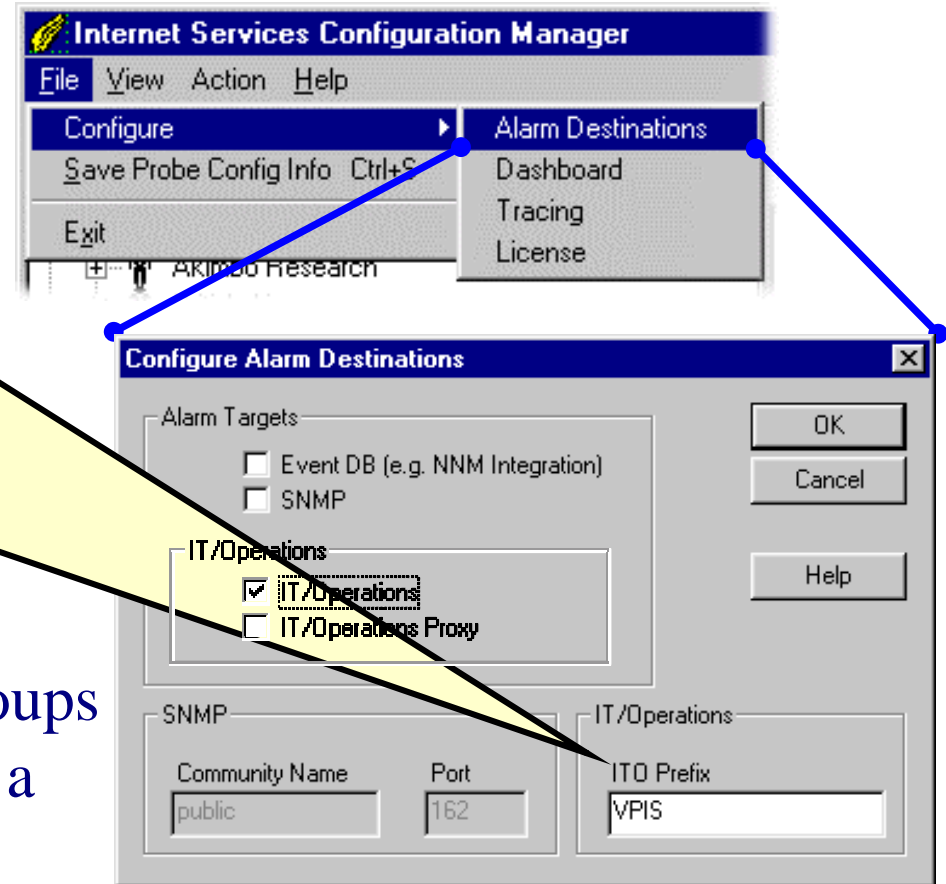 Internet Services Configuration Manager
File View Action Help
Configure
Save Probe Config Info Ctrl+S
Exit
Alarm Destinations
Dashboard
Tracing
License
Akimbo Research
Configure Alarm Destinations
Alarm Targets
Event DB (e.g. NNM Integration)
SNMP
IT/Operations
IT/Operations
IT/Operations Proxy
OK
Cancel
Help
oups
a
SNMP
Community Name
Port
public
162
IT/Operations
ITO Prefix
VPIS